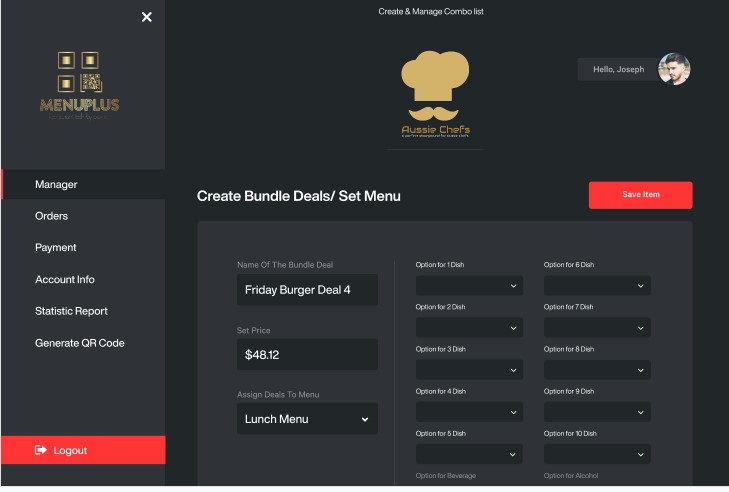 Create & Manage Combo list
MENUPLUS
Hello, Joseph
Aussie Chefs
Manager
Orders
Payment
Account Info
Statistic Report
Generate QR Code
Logout
Create Bundle Deals/ Set Menu
Save Item
Name Of The Bundle Deal
Friday Burger Deal 4
Set Price
$48.12
Assign Deals To Menu
Lunch Menu
Option for 1 Dish
Option for 6 Dish
Option for 2 Dish
Option for 7 Dish
Option for 3 Dish
Option for 8 Dish
Option for 4 Dish
Option for 9 Dish
Option for 5 Dish
Option for 10 Dish
Option for Beverage
Option for Alcohol